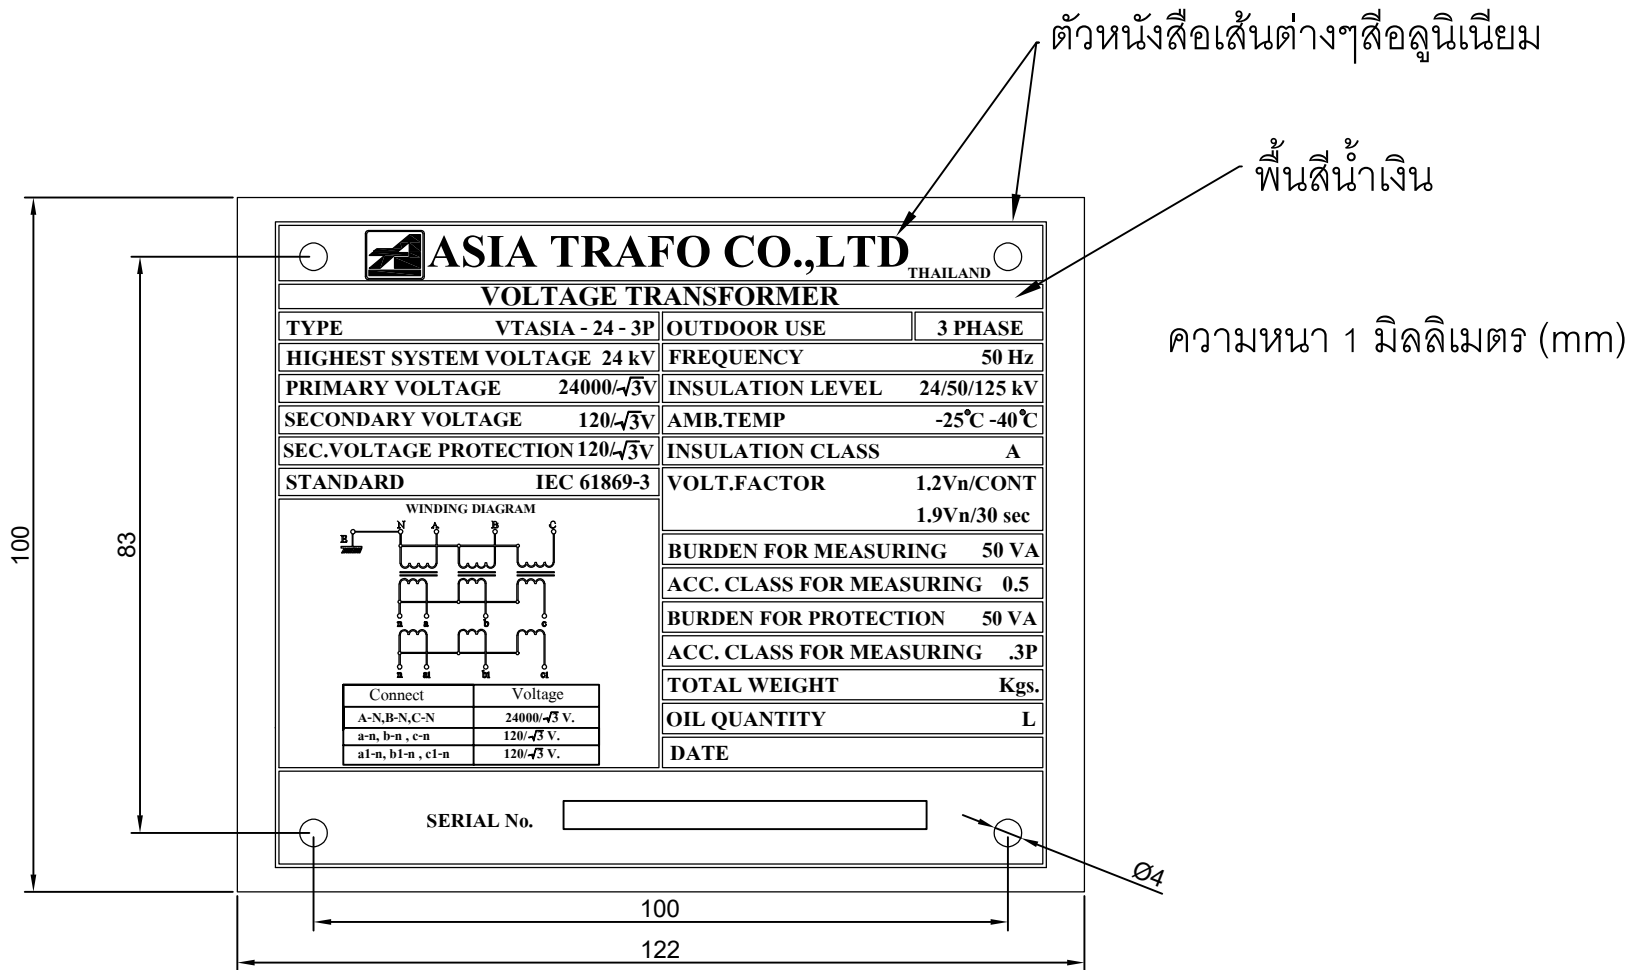 ตัวหนังสือเส้นต่างๆสีอลูนิเนียม
พื้นสีน้ำเงิน
ความหนา 1 มิลลิเมตร (mm)
ASIA TRAFO CO.,LTD
THAILAND
VOLTAGE TRANSFORMER
TYPE VTASIA - 24 - 3P
OUTDOOR USE 3 PHASE
HIGHEST SYSTEM VOLTAGE 24 kV
FREQUENCY 50 Hz
PRIMARY VOLTAGE 24000/√3V
INSULATION LEVEL 24/50/125 kV
SECONDARY VOLTAGE 120/√3V
AMB.TEMP -25°C -40°C
SEC.VOLTAGE PROTECTION 120/√3V
INSULATION CLASS A
STANDARD IEC 61869-3
VOLT.FACTOR 1.2Vn/CONT
1.9Vn/30 sec
WINDING DIAGRAM
N A B C
E
n a b c
n a1 b1 c1
Connect Voltage
A-N,B-N,C-N 24000/√3 V.
a-n, b-n , c-n 120/√3 V.
a1-n, b1-n , c1-n 120/√3 V.
BURDEN FOR MEASURING 50 VA
ACC. CLASS FOR MEASURING 0.5
BURDEN FOR PROTECTION 50 VA
ACC. CLASS FOR MEASURING .3P
TOTAL WEIGHT Kgs.
OIL QUANTITY L
DATE
SERIAL No.
100
83
Ø4
100
122